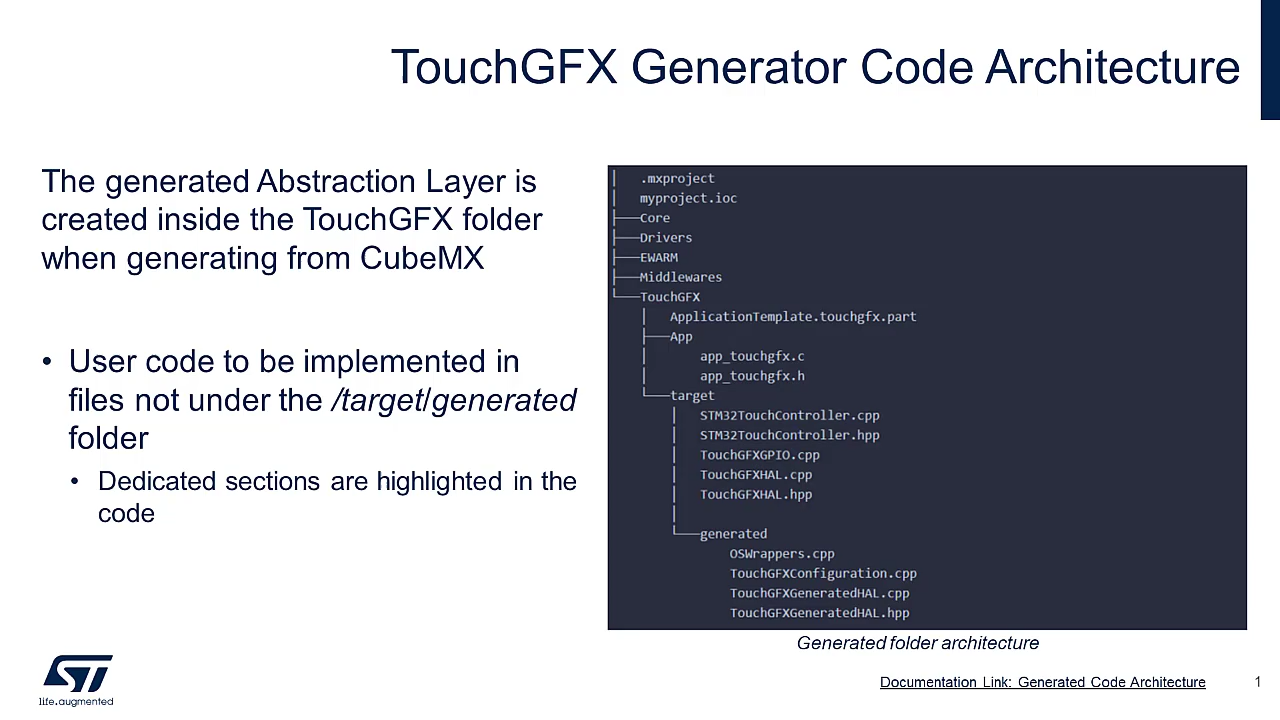 TouchGFX Generator Code Architecture
The generated Abstraction Layer is
created inside the TouchGFX folder
when generating from CubeMX
• User code to be implemented in
files not under the /target/generated
folder
• Dedicated sections are highlighted in the
code
.mxproject
myproject.ioc
Core
Drivers
EWARM
Middlewares
TouchGFX
ApplicationTemplate.touchgfx.part
App
app_touchgfx.c
app_touchgfx.h
target
STM32TouchController.cpp
STM32TouchController.hpp
TouchGFXGPIO.cpp
TouchGFXHAL.cpp
TouchGFXHAL.hpp
generated
OSWrappers.cpp
TouchGFXConfiguration.cpp
TouchGFXGeneratedHAL.cpp
TouchGFXGeneratedHAL.hpp
Generated folder architecture
ST
life.augmented
Documentation Link: Generated Code Architecture
1